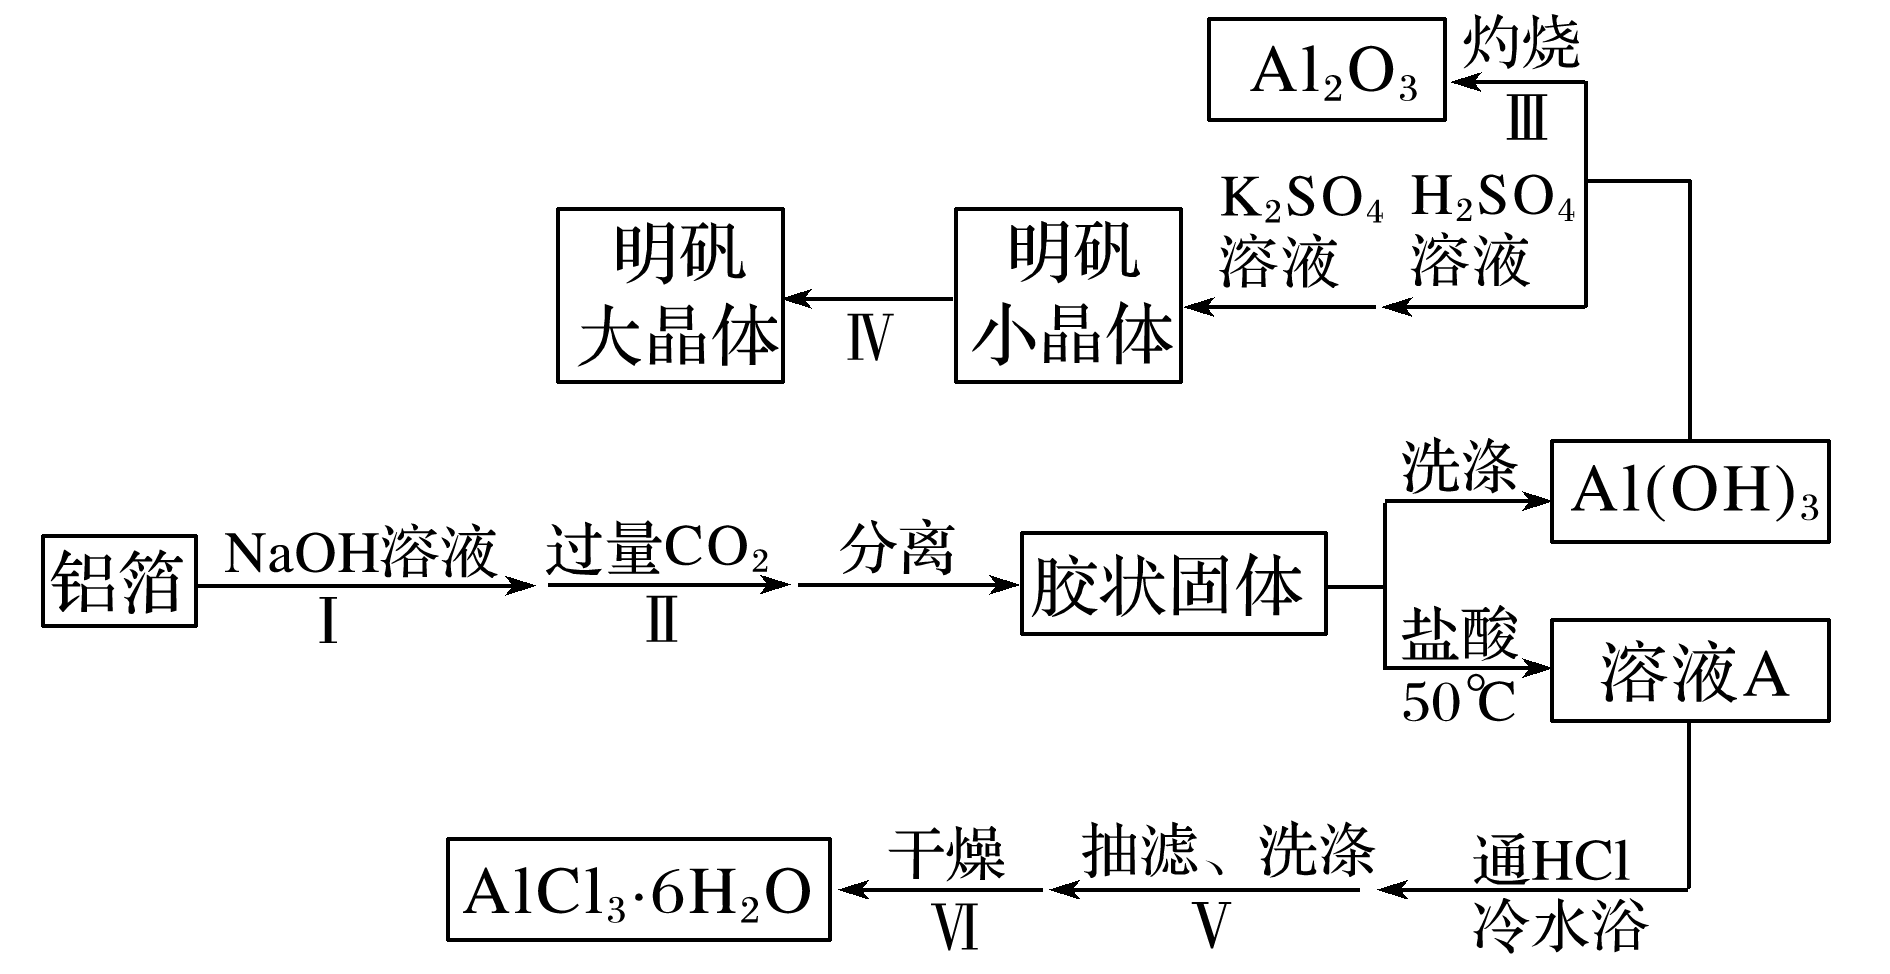 Al₂O₃
灼烧
Ⅲ
K₂SO₄
溶液
H₂SO₄
溶液
明矾
大晶体
Ⅳ
明矾
小晶体
铝箔
NaOH溶液
Ⅰ
过量CO₂
Ⅱ
分离
胶状固体
洗涤
Al(OH)₃
盐酸
50℃
溶液A
AlCl₃·6H₂O
干燥
Ⅵ
抽滤、洗涤
Ⅴ
通HCl
冷水浴